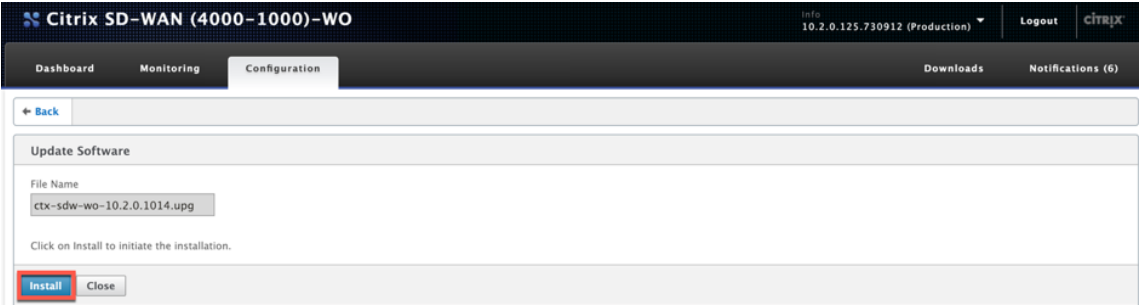 Citrix SD-WAN (4000-1000)-WO
Info
10.2.0.125.730912 (Production)
Logout
CİTRIX
Dashboard Monitoring Configuration Downloads Notifications (6)
Back
Update Software
File Name
ctx-sdw-wo-10.2.0.1014.upg
Click on Install to initiate the installation.
Install Close